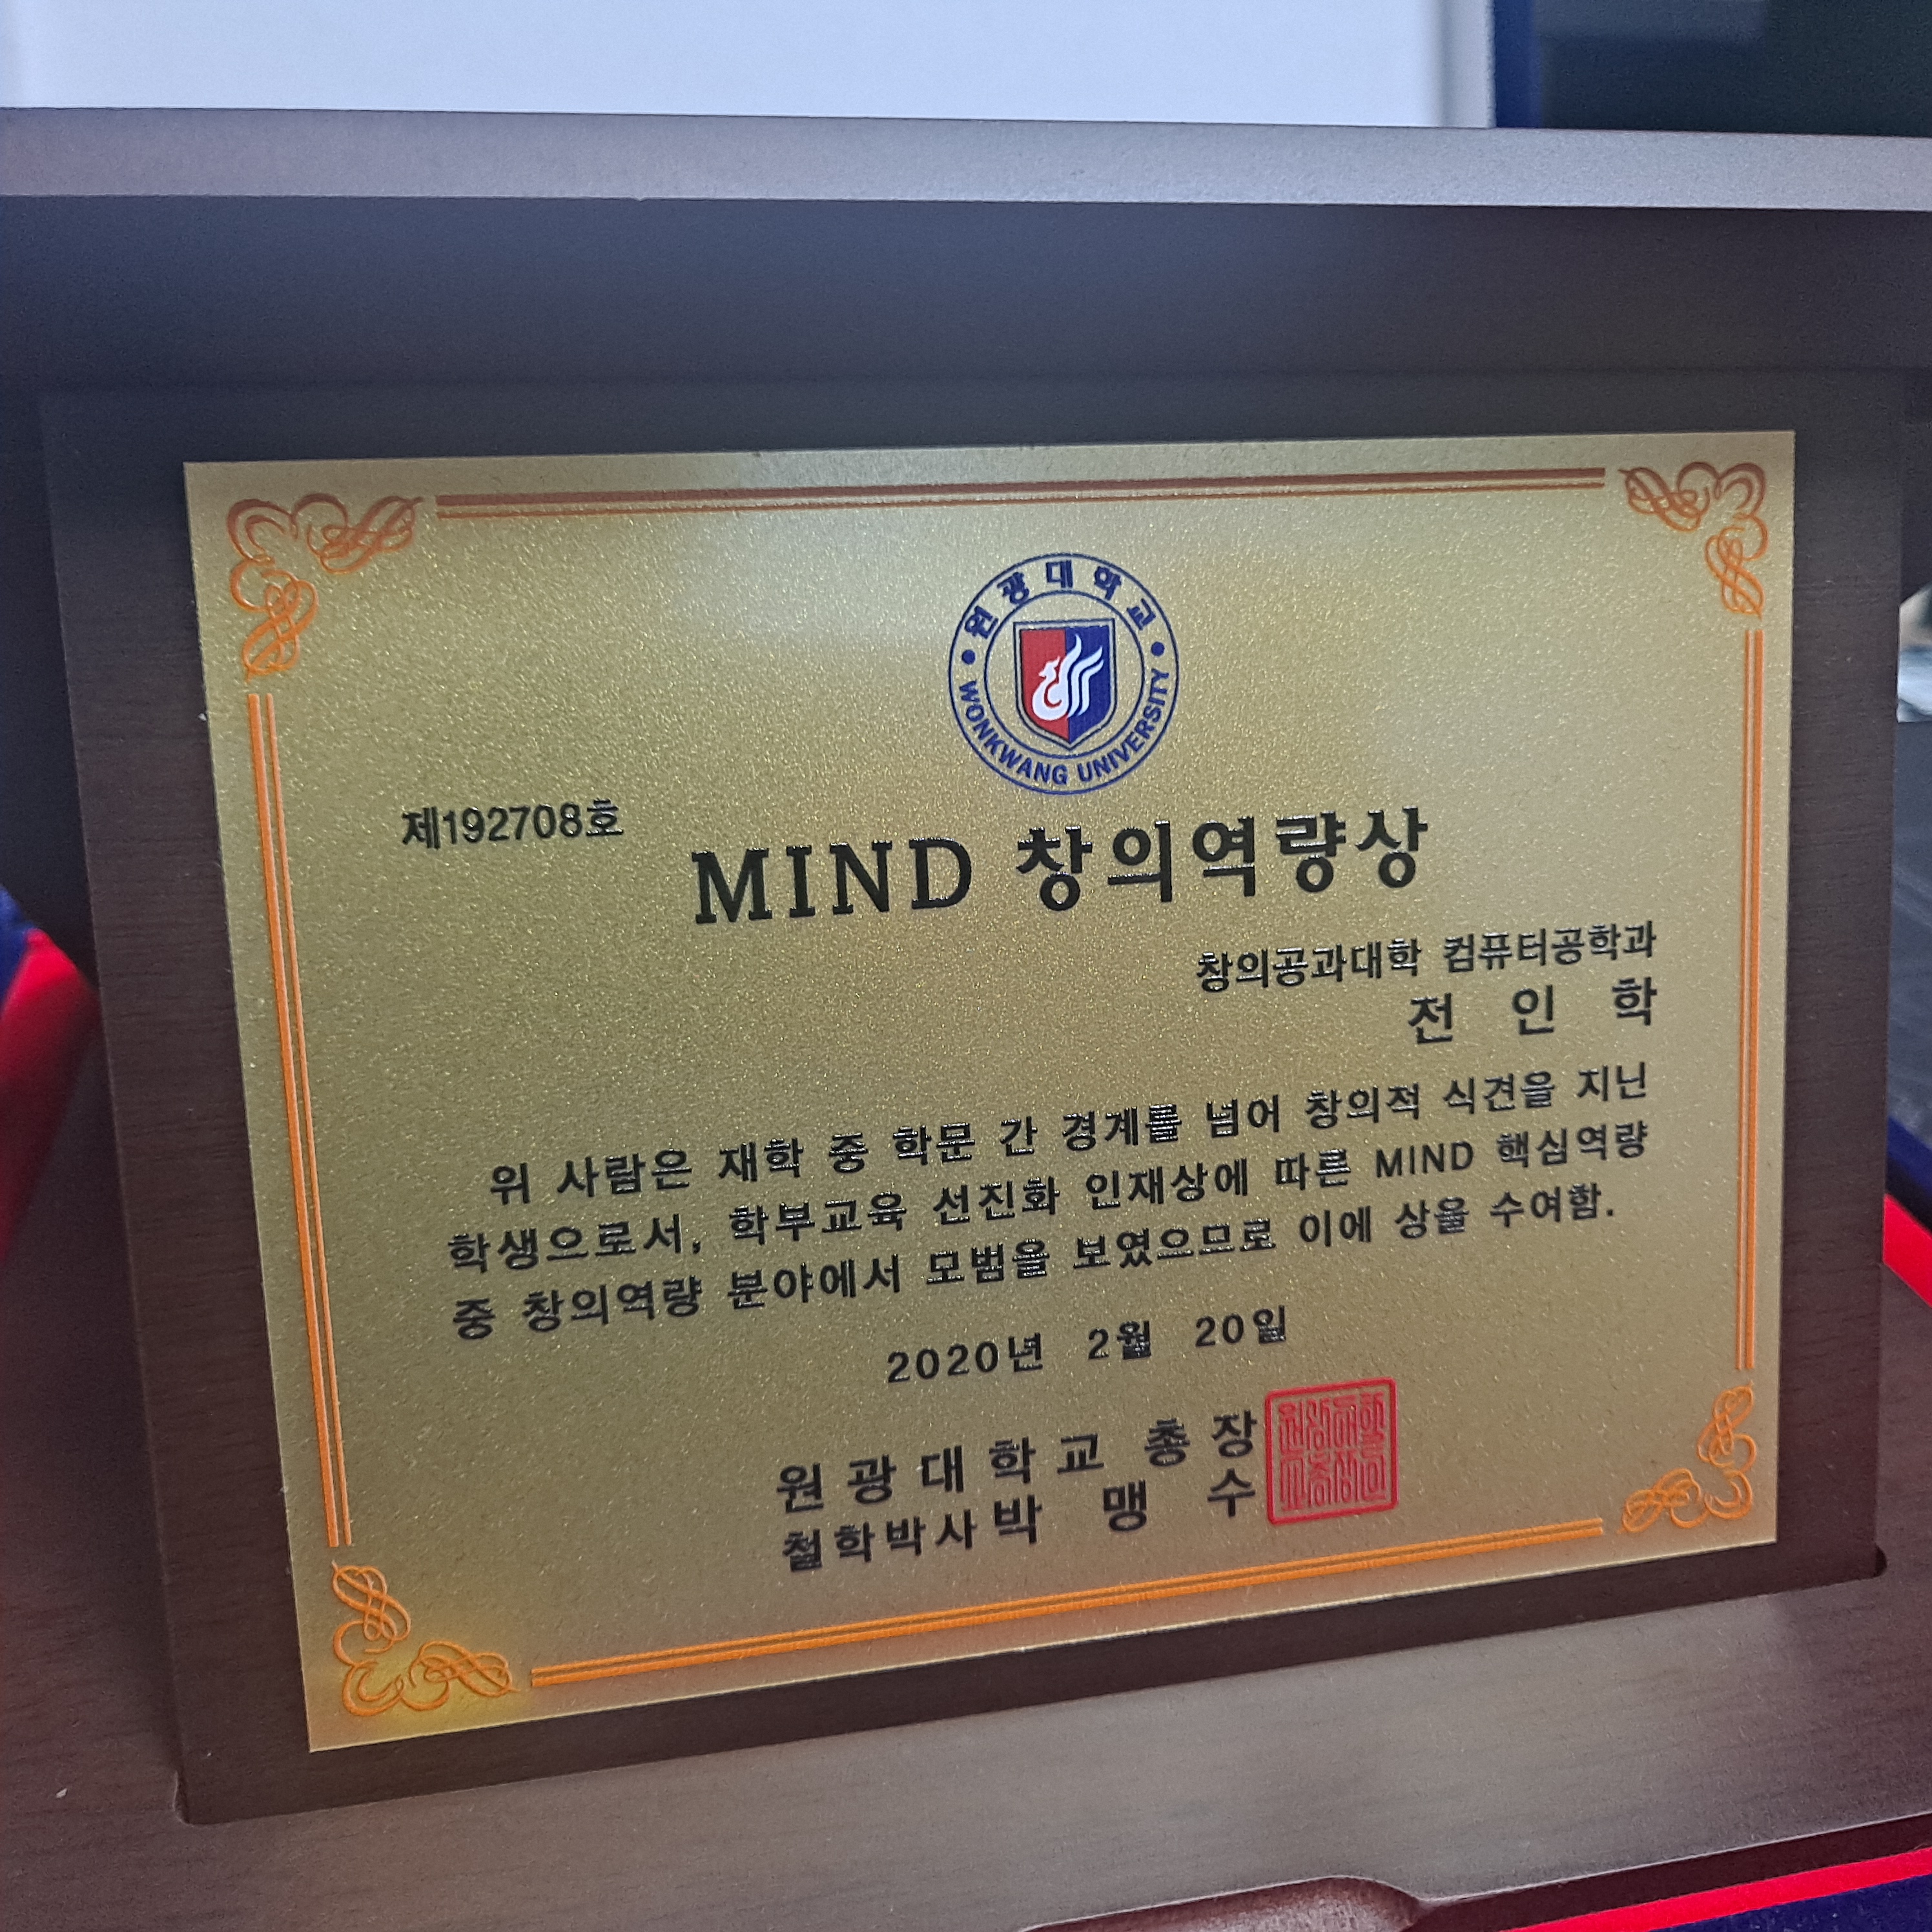 원광대학교
WONKWANG UNIVERSITY
제192708호
MIND 창의역량상
창의공과대학 컴퓨터공학과
전 인 학
위 사람은 재학 중 학문 간 경계를 넘어 창의적 식견을 지닌
학생으로서, 학부교육 선진화 인재상에 따른 MIND 핵심역량
중 창의역량 분야에서 모범을 보였으므로 이에 상을 수여함.
2020년 2월 20일
원광대학교 총장
철학박사 박 맹 수